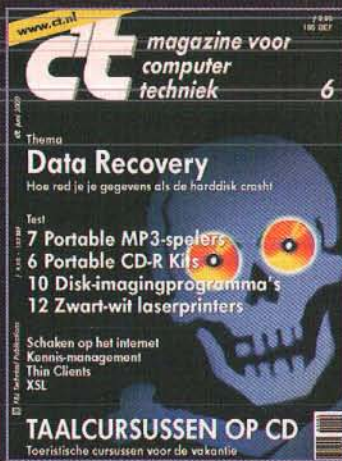 www.ct.nl
c't
magazine voor
computer
techniek
6
c't juni 2000
Thema
Data Recovery
Hoe red je je gegevens als de harddisk crasht
Test
7 Portable MP3-spelers
6 Portable CD-R Kits
10 Disk-imagingprogramma's
12 Zwart-wit laserprinters
Schaken op het internet
Kennis-management
Thin Clients
XSL
TAALCURSUSSEN OP CD
Toeristische cursussen voor de vakantie